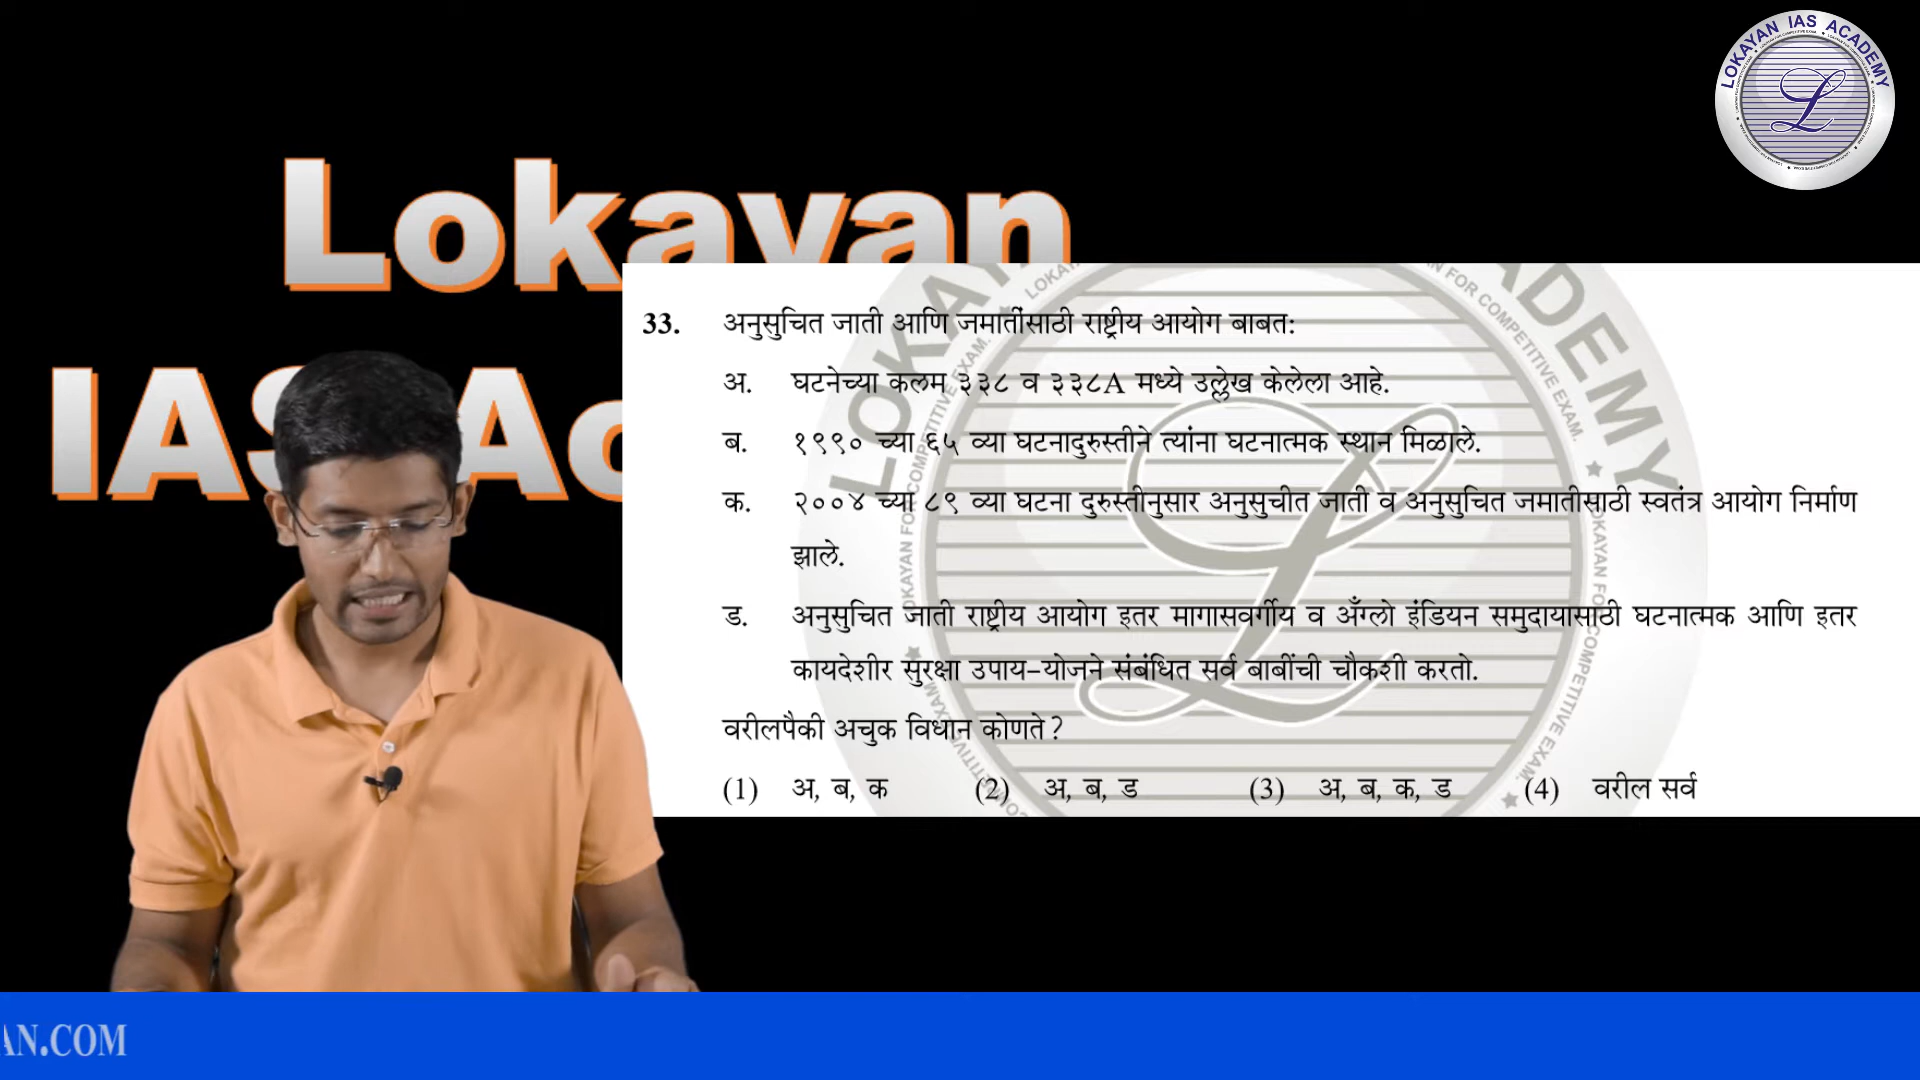 LOKAYAN IAS ACADEMY
Lokayan
IAS Ac
33. अनुसुचित जाती आणि जमातींसाठी राष्ट्रीय आयोग बाबत:
अ. घटनेच्या कलम ३३८ व ३३८A मध्ये उल्लेख केलेला आहे.
ब. १९९० च्या ६५ व्या घटनादुरुस्तीने त्यांना घटनात्मक स्थान मिळाले.
क. २००४ च्या ८९ व्या घटना दुरुस्तीनुसार अनुसुचीत जाती व अनुसुचित जमातीसाठी स्वतंत्र आयोग निर्माण
झाले.
ड. अनुसुचित जाती राष्ट्रीय आयोग इतर मागासवर्गीय व अँग्लो इंडियन समुदायासाठी घटनात्मक आणि इतर
कायदेशीर सुरक्षा उपाय-योजने संबंधित सर्व बाबींची चौकशी करतो.
वरीलपैकी अचुक विधान कोणते?
(1) अ, ब, क (2) अ, ब, ड (3) अ, ब, क, ड (4) वरील सर्व
AN.COM